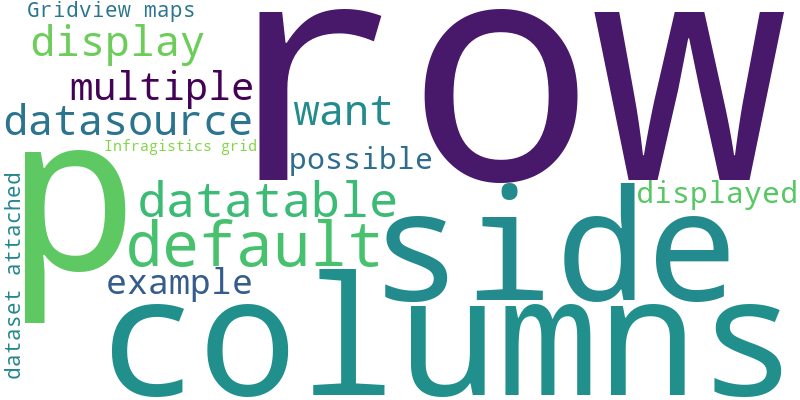 Gridview maps
display
row
multiple
datasource
want
Infragistics grid
possible
p
dataset attached
datatable
displayed
default
side
example
columns